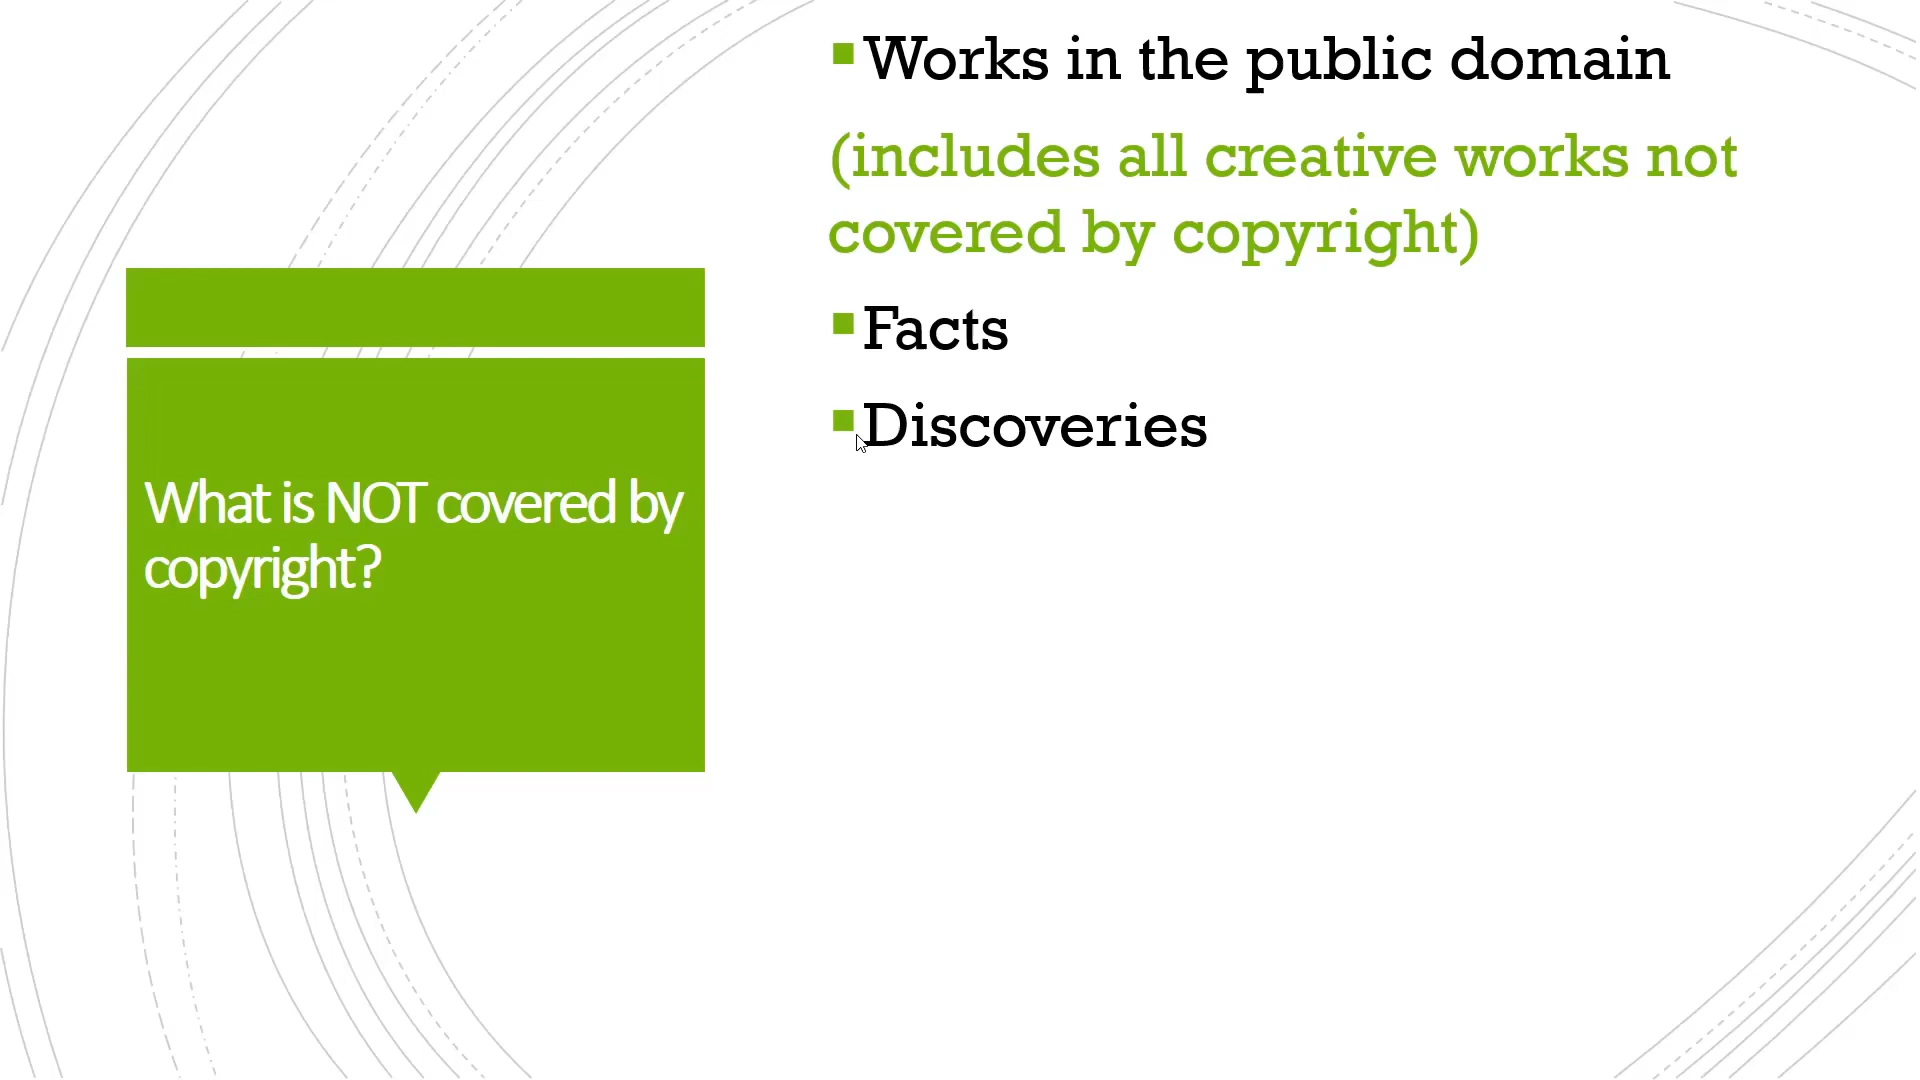 What is NOT covered by
copyright?
Works in the public domain
(includes all creative works not
covered by copyright)
Facts
Discoveries